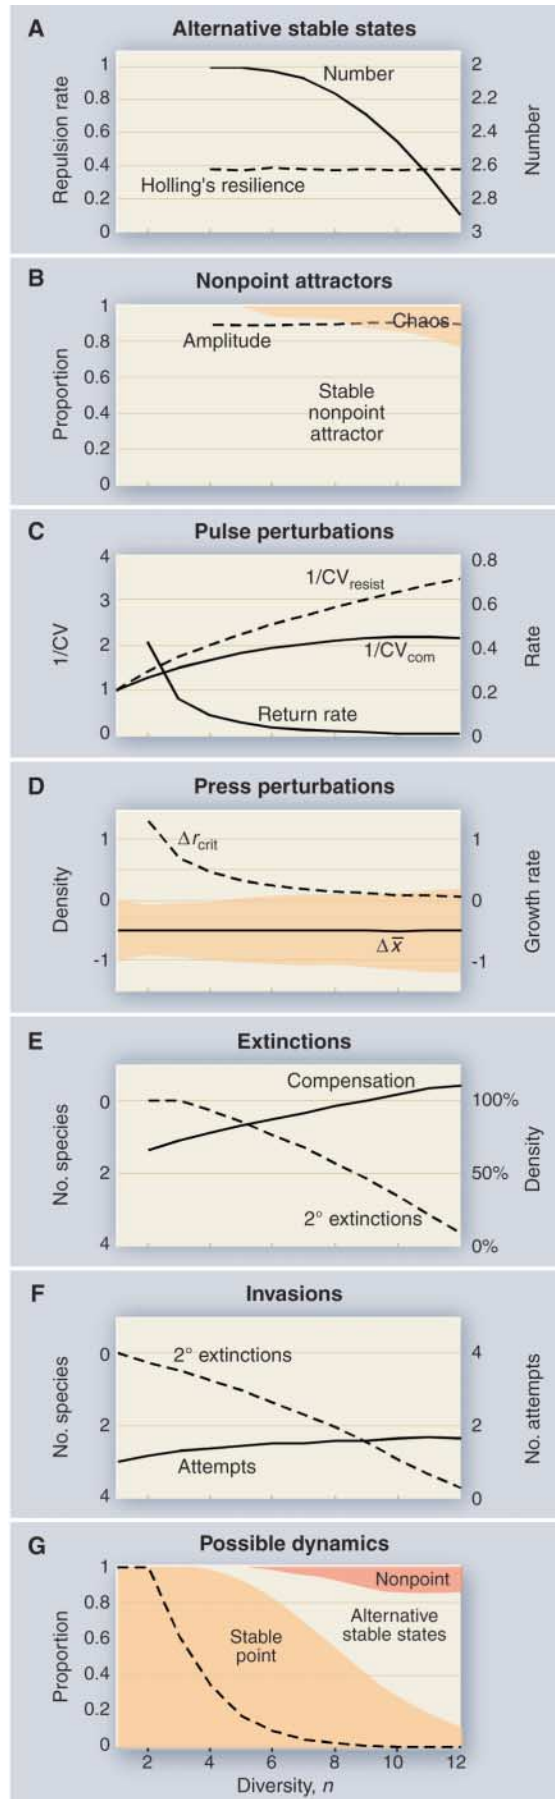 A Alternative stable states
Repulsion rate
1
0.8
0.6
0.4
0.2
0
Number
Holling's resilience
2
2.2
2.4
2.6
2.8
3
Number
B Nonpoint attractors
Proportion
1
0.8
0.6
0.4
0.2
0
Chaos
Amplitude
Stable
nonpoint
attractor
C Pulse perturbations
1/CV
4
3
2
1
0
1/CVresist
1/CVcom
Return rate
0.8
0.6
0.4
0.2
0
Rate
D Press perturbations
Density
1
0
-1
Δrcrit
Δx̅
1
0
-1
Growth rate
E Extinctions
No. species
0
2
4
Compensation
2° extinctions
100%
50%
0%
Density
F Invasions
No. species
0
2
4
2° extinctions
Attempts
4
2
0
No. attempts
G Possible dynamics
Proportion
1
0.8
0.6
0.4
0.2
0
Nonpoint
Alternative
stable states
Stable
point
2 4 6 8 10 12
Diversity, n